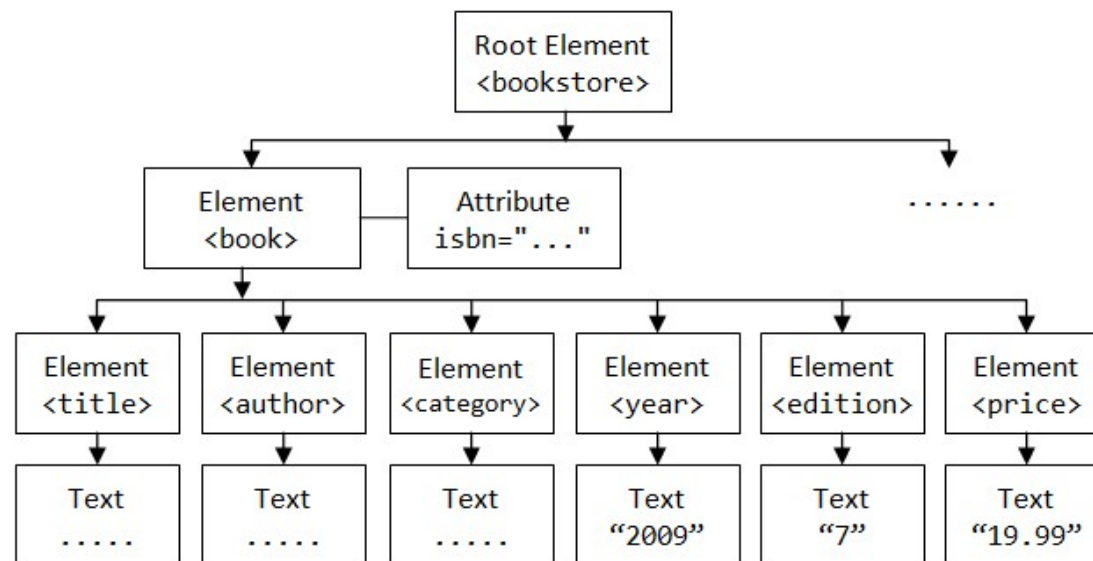 Root Element
<bookstore>
Element
<book>
Attribute
isbn="..."
......
Element
<title>
Element
<author>
Element
<category>
Element
<year>
Element
<edition>
Element
<price>
Text
.....
Text
.....
Text
.....
Text
“2009”
Text
“7”
Text
“19.99”